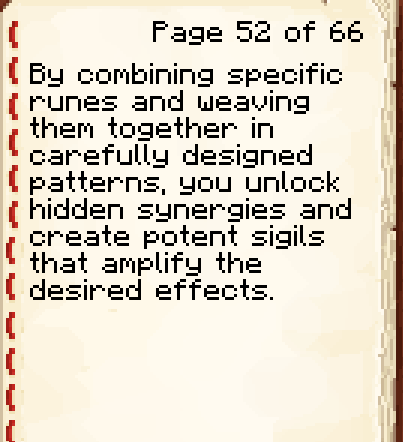 Page 52 of 66
By combining specific
runes and weaving
them together in
carefully designed
patterns, you unlock
hidden synergies and
create potent sigils
that amplify the
desired effects.